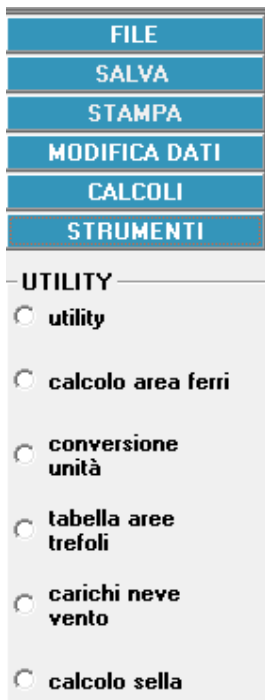 FILE
SALVA
STAMPA
MODIFICA DATI
CALCOLI
STRUMENTI
UTILITY
utility
calcolo area ferri
conversione
unità
tabella aree
trefoli
carichi neve
vento
calcolo sella